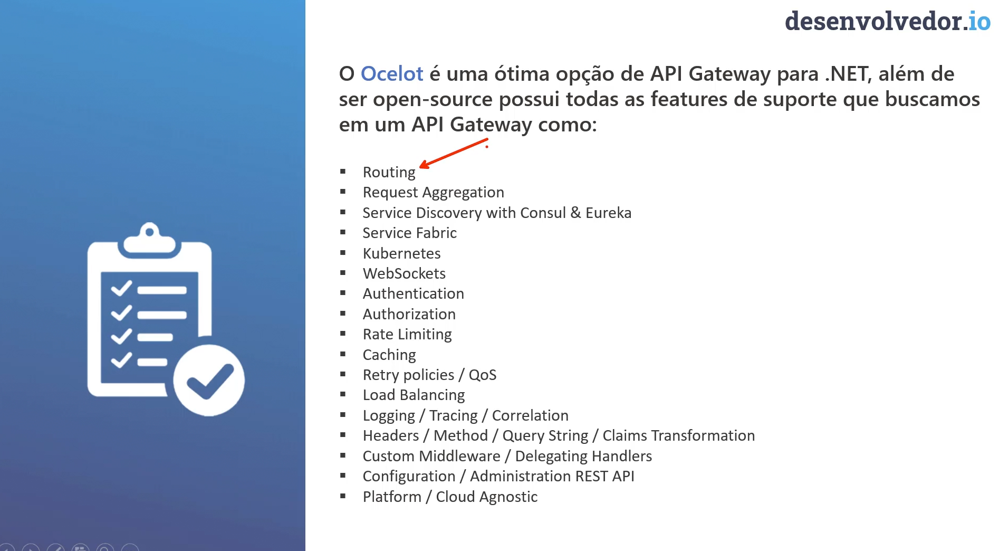 desenvolvedor.io
O Ocelot é uma ótima opção de API Gateway para .NET, além de
ser open-source possui todas as features de suporte que buscamos
em um API Gateway como:
▪ Routing
▪ Request Aggregation
▪ Service Discovery with Consul & Eureka
▪ Service Fabric
▪ Kubernetes
▪ WebSockets
▪ Authentication
▪ Authorization
▪ Rate Limiting
▪ Caching
▪ Retry policies / QoS
▪ Load Balancing
▪ Logging / Tracing / Correlation
▪ Headers / Method / Query String / Claims Transformation
▪ Custom Middleware / Delegating Handlers
▪ Configuration / Administration REST API
▪ Platform / Cloud Agnostic